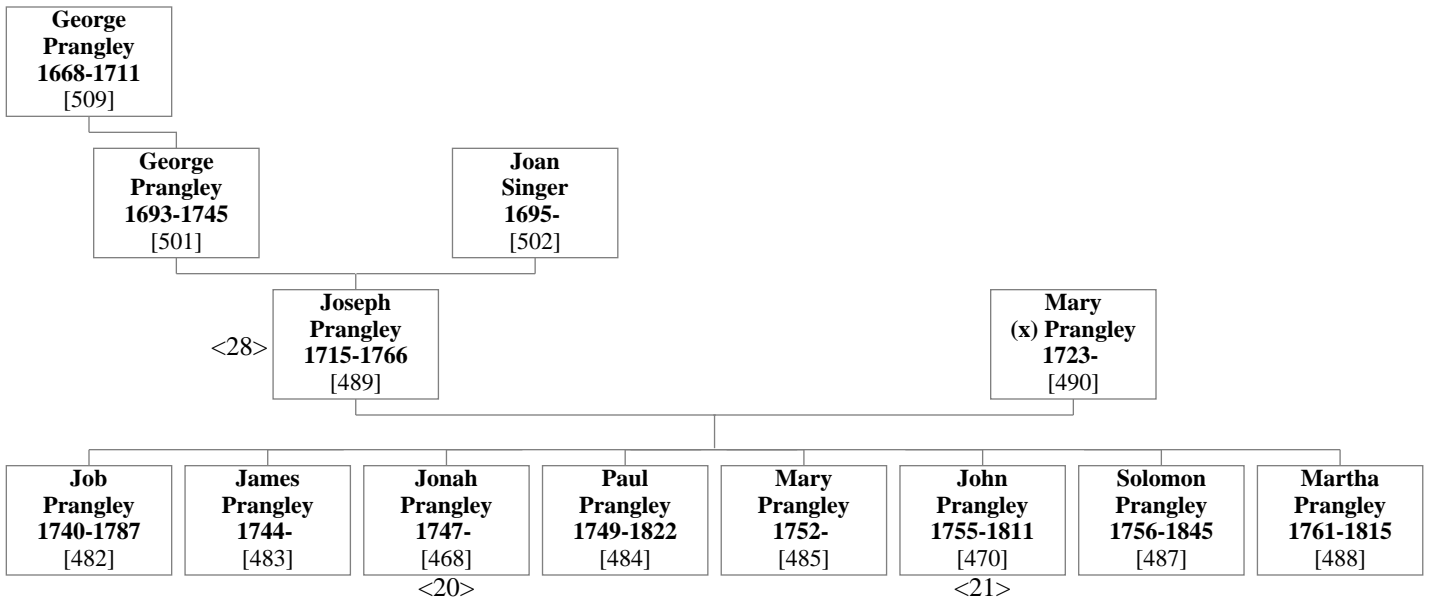 George
Prangley
1668-1711
[509]
George
Prangley
1693-1745
[501]
Joan
Singer
1695-
[502]
<28>
Joseph
Prangley
1715-1766
[489]
Mary
(x) Prangley
1723-
[490]
Job
Prangley
1740-1787
[482]
James
Prangley
1744-
[483]
Jonah
Prangley
1747-
[468]
<20>
Paul
Prangley
1749-1822
[484]
Mary
Prangley
1752-
[485]
John
Prangley
1755-1811
[470]
<21>
Solomon
Prangley
1756-1845
[487]
Martha
Prangley
1761-1815
[488]